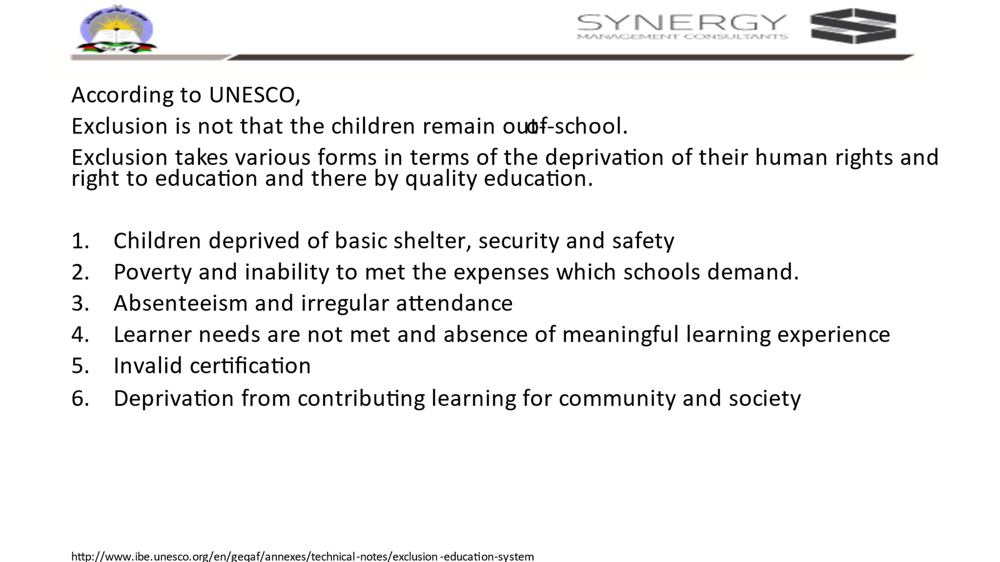 SYNERGY
MANAGEMENT CONSULTANTS
According to UNESCO,
Exclusion is not that the children remain out-of-school.
Exclusion takes various forms in terms of the deprivation of their human rights and
right to education and there by quality education.
1. Children deprived of basic shelter, security and safety
2. Poverty and inability to met the expenses which schools demand.
3. Absenteeism and irregular attendance
4. Learner needs are not met and absence of meaningful learning experience
5. Invalid certification
6. Deprivation from contributing learning for community and society
http://www.ibe.unesco.org/en/geqaf/annexes/technical-notes/exclusion-education-system